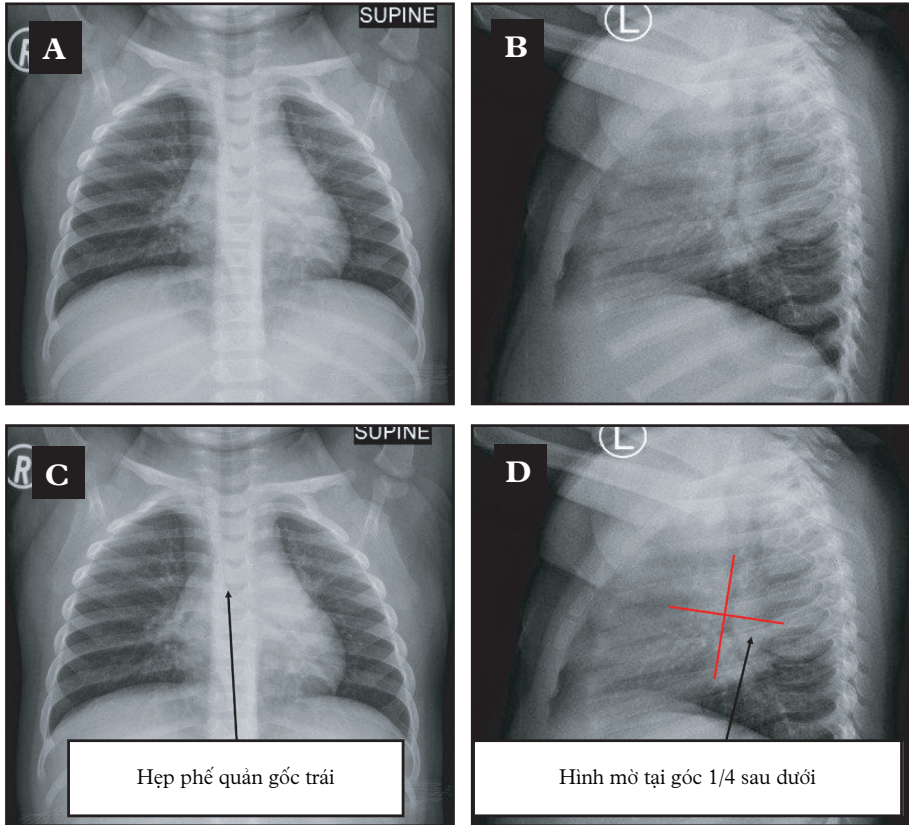 SUPINE
R
A
L
B
SUPINE
R
C
L
D
Hẹp phế quản gốc trái
Hình mờ tại góc 1/4 sau dưới